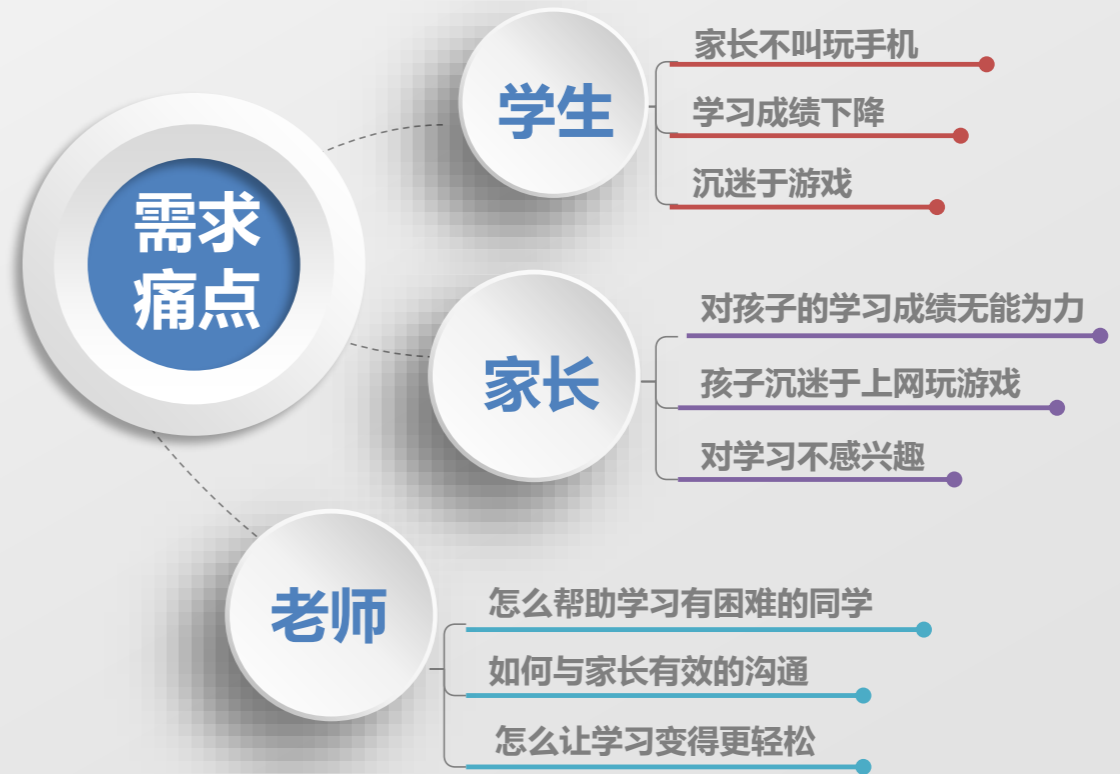 需求
痛点
学生
家长不叫玩手机
学习成绩下降
沉迷于游戏
家长
对孩子的学习成绩无能为力
孩子沉迷于上网玩游戏
对学习不感兴趣
老师
怎么帮助学习有困难的同学
如何与家长有效的沟通
怎么让学习变得更轻松